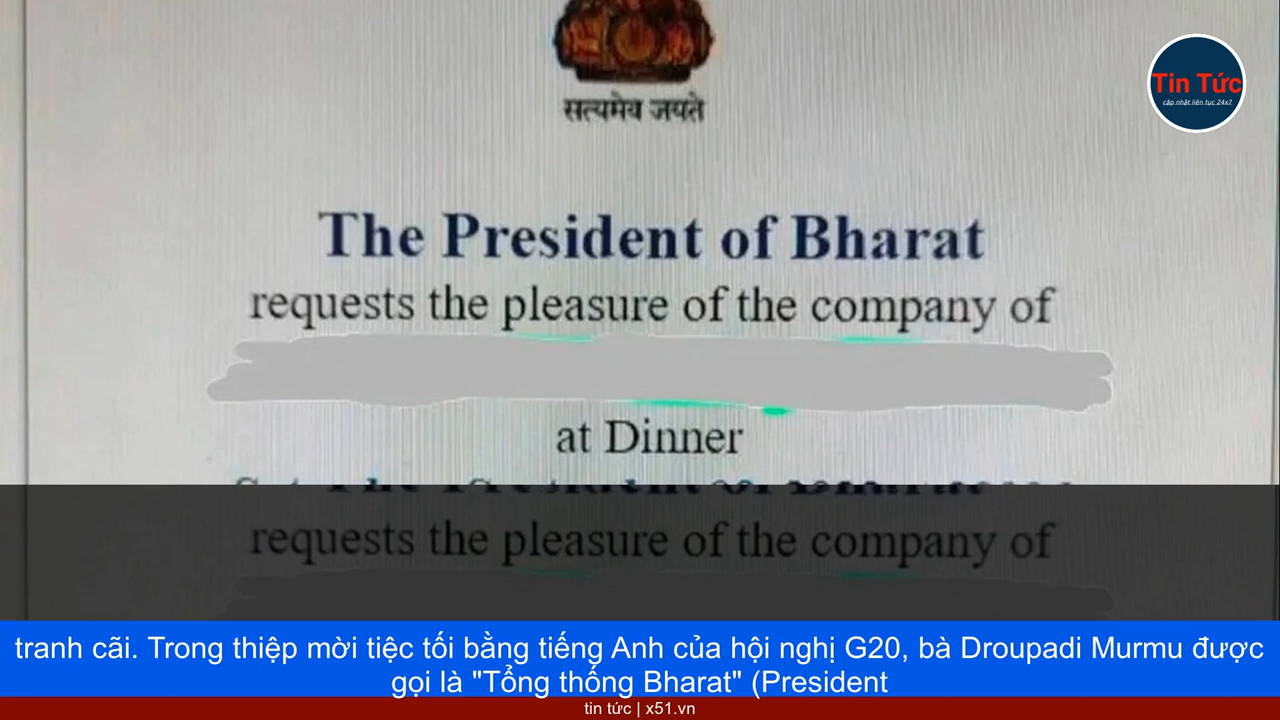 सत्यमेव जयते
Tin Tức
cập nhật liên tục 24x7
The President of Bharat
requests the pleasure of the company of
at Dinner
requests the pleasure of the company of
tranh cãi. Trong thiệp mời tiệc tối bằng tiếng Anh của hội nghị G20, bà Droupadi Murmu được
gọi là "Tổng thống Bharat" (President
tin tức | x51.vn